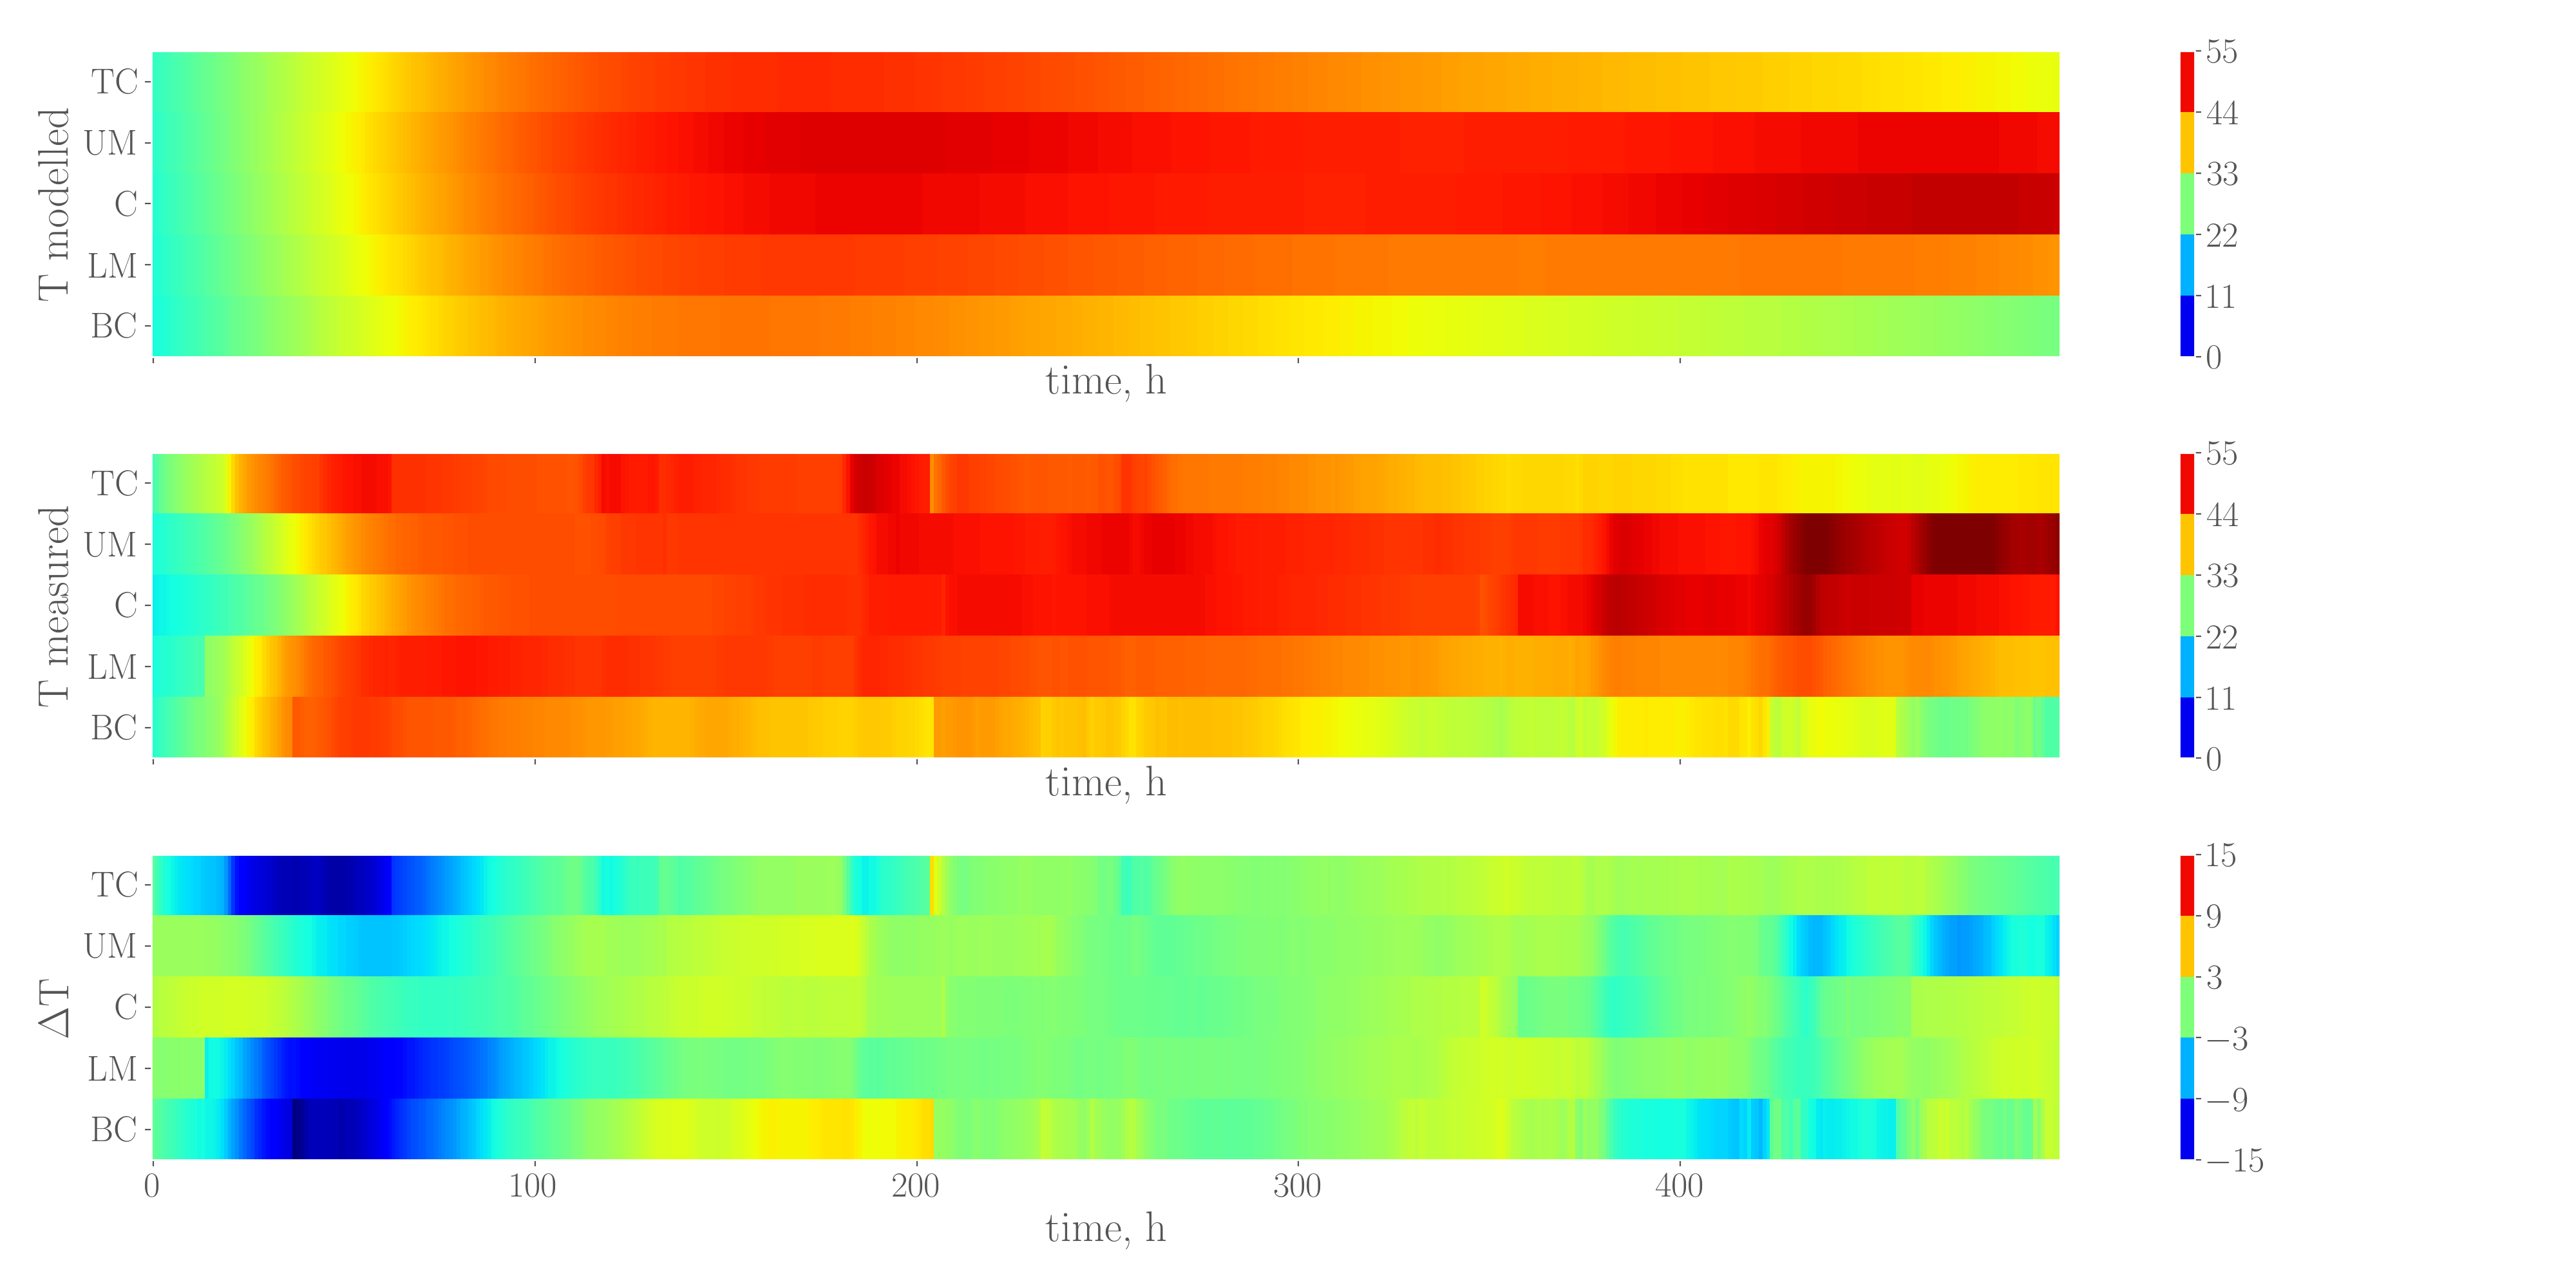 T modelled
TC
UM
C
LM
BC
time, h
55
44
33
22
11
0
T measured
TC
UM
C
LM
BC
time, h
55
44
33
22
11
0
ΔT
TC
UM
C
LM
BC
0 100 200 300 400
time, h
15
9
3
−3
−9
−15